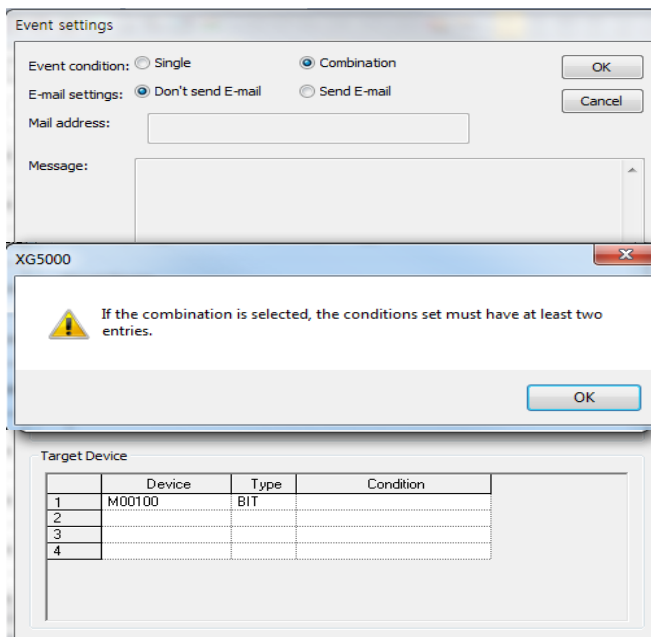 Event settings
Event condition: Single Combination OK
E-mail settings: Don't send E-mail Send E-mail Cancel
Mail address:
Message:
XG5000
If the combination is selected, the conditions set must have at least two
entries.
OK
Target Device
Device Type Condition
1 M00100 BIT
2
3
4